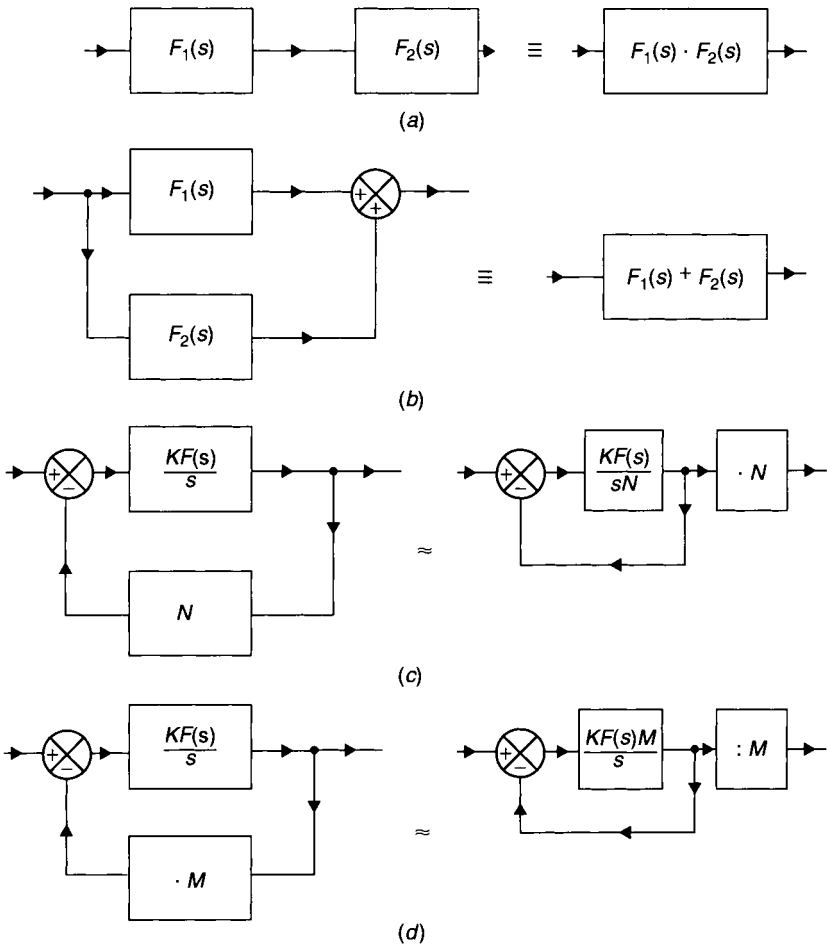 F₁(s) F₂(s) ≡ F₁(s) · F₂(s)
(a)
F₁(s) + +
F₂(s) ≡ F₁(s) + F₂(s)
(b)
+ − KF(s)/s ≈ + − KF(s)/sN · N
N
(c)
+ − KF(s)/s ≈ + − KF(s)M/s : M
· M
(d)